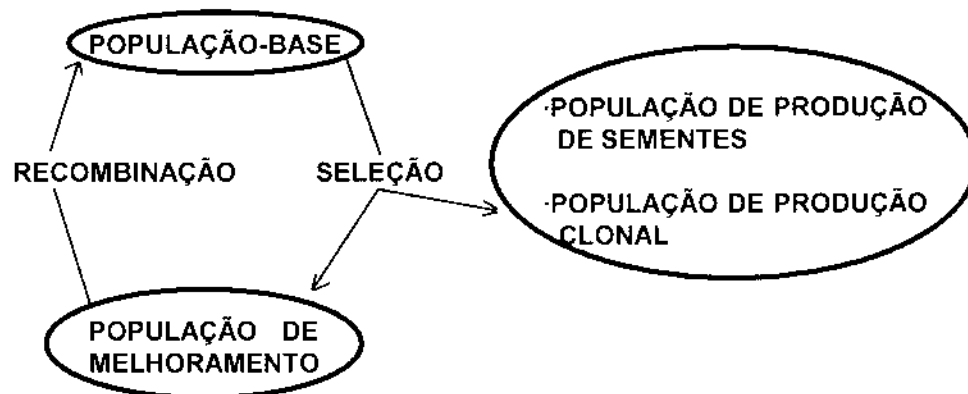 POPULAÇÃO-BASE
·POPULAÇÃO DE PRODUÇÃO
DE SEMENTES
RECOMBINAÇÃO
SELEÇÃO
·POPULAÇÃO DE PRODUÇÃO
CLONAL
POPULAÇÃO DE
MELHORAMENTO